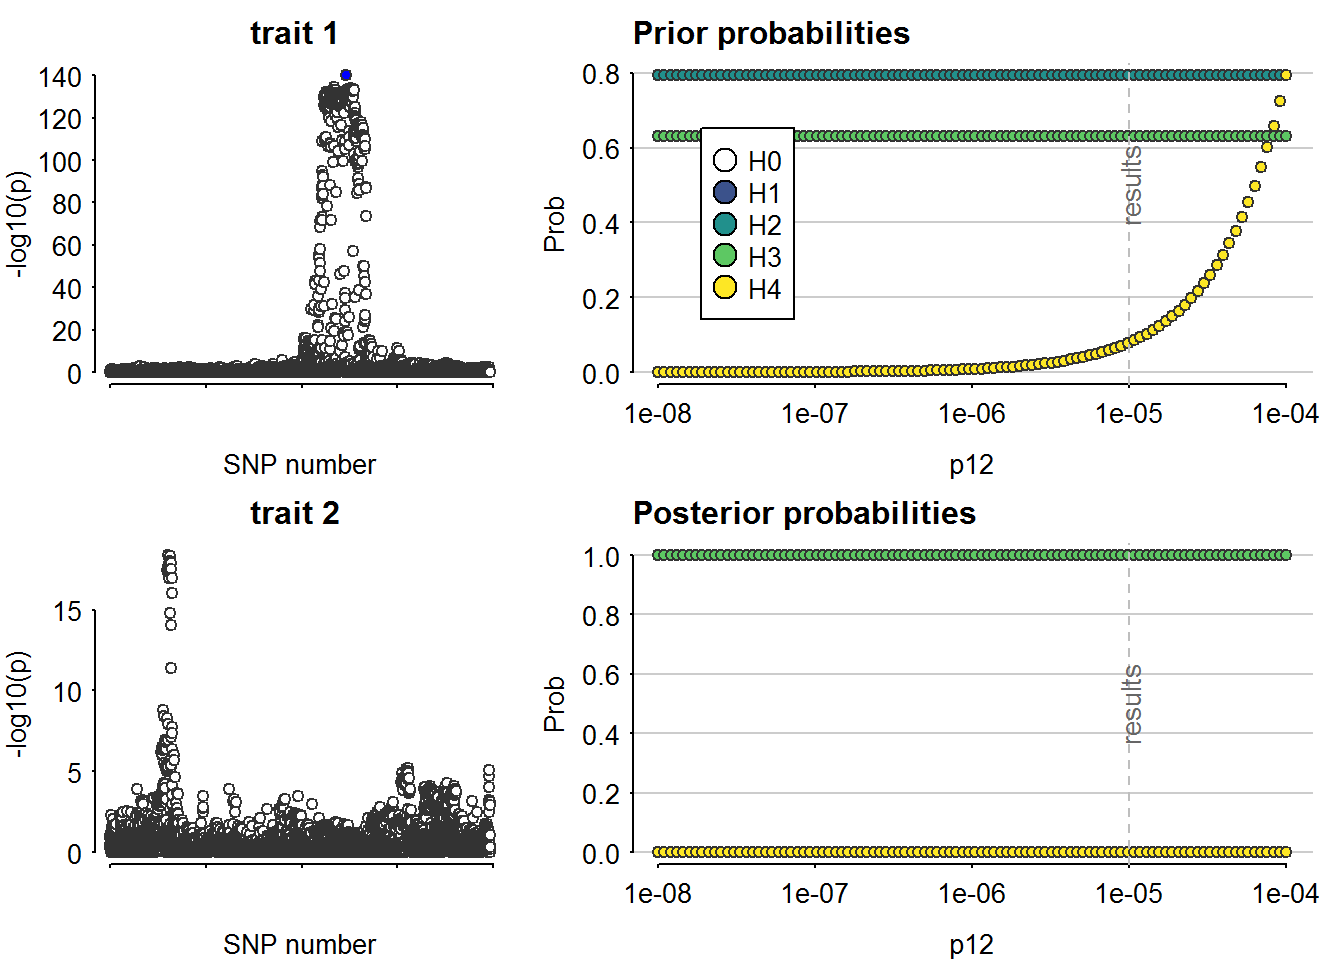 trait 1
-log10(p)
140
120
100
80
60
40
20
0
SNP number
Prior probabilities
Prob
0.8
0.6
0.4
0.2
0.0
H0
H1
H2
H3
H4
results
1e-08 1e-07 1e-06 1e-05 1e-04
p12
trait 2
-log10(p)
15
10
5
0
SNP number
Posterior probabilities
Prob
1.0
0.8
0.6
0.4
0.2
0.0
results
1e-08 1e-07 1e-06 1e-05 1e-04
p12